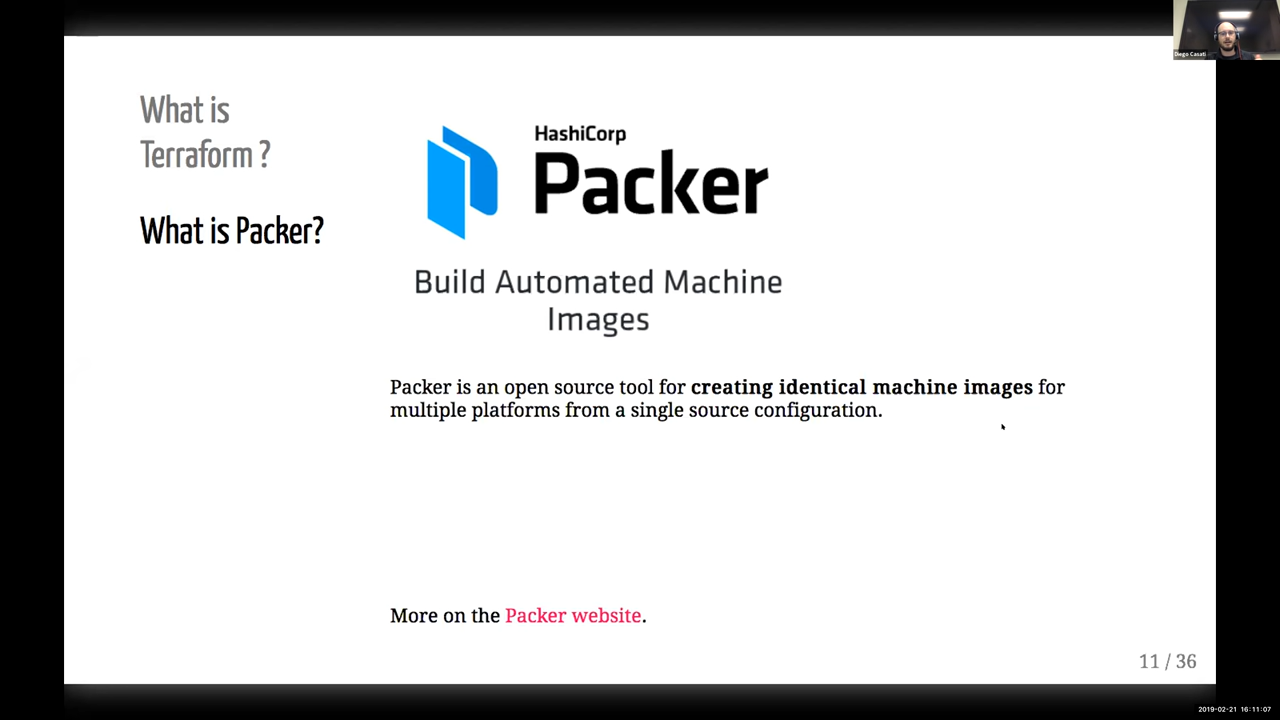 Diego Casati
What is
Terraform ?
What is Packer?
HashiCorp
Packer
Build Automated Machine
Images
Packer is an open source tool for creating identical machine images for
multiple platforms from a single source configuration.
More on the Packer website.
11 / 36
2019-02-21 16:11:07